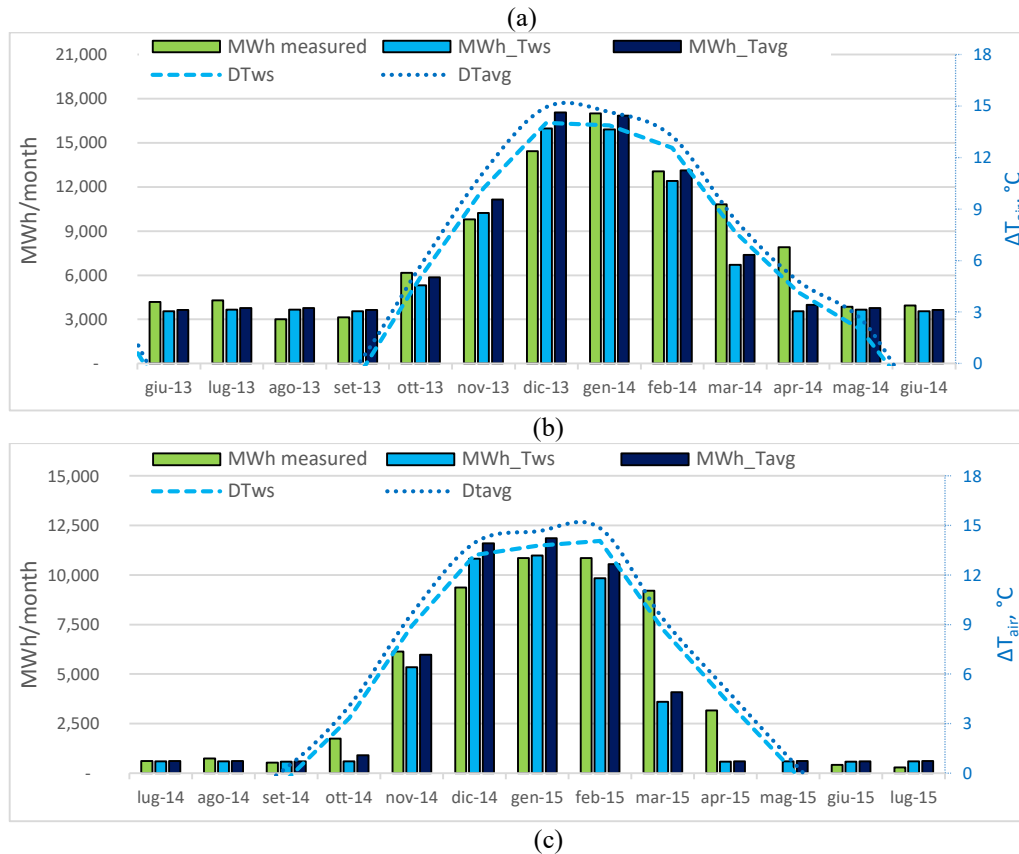 (a)
MWh measured MWh_Tws MWh_Tavg
DTws DTavg
21,000
18,000
15,000
12,000
9,000
6,000
3,000
-
MWh/month
18
15
12
9
6
3
0
ΔTair, °C
giu-13 lug-13 ago-13 set-13 ott-13 nov-13 dic-13 gen-14 feb-14 mar-14 apr-14 mag-14 giu-14
(b)
MWh measured MWh_Tws MWh_Tavg
DTws Dtavg
15,000
12,500
10,000
7,500
5,000
2,500
-
MWh/month
18
15
12
9
6
3
0
ΔTair, °C
lug-14 ago-14 set-14 ott-14 nov-14 dic-14 gen-15 feb-15 mar-15 apr-15 mag-15 giu-15 lug-15
(c)